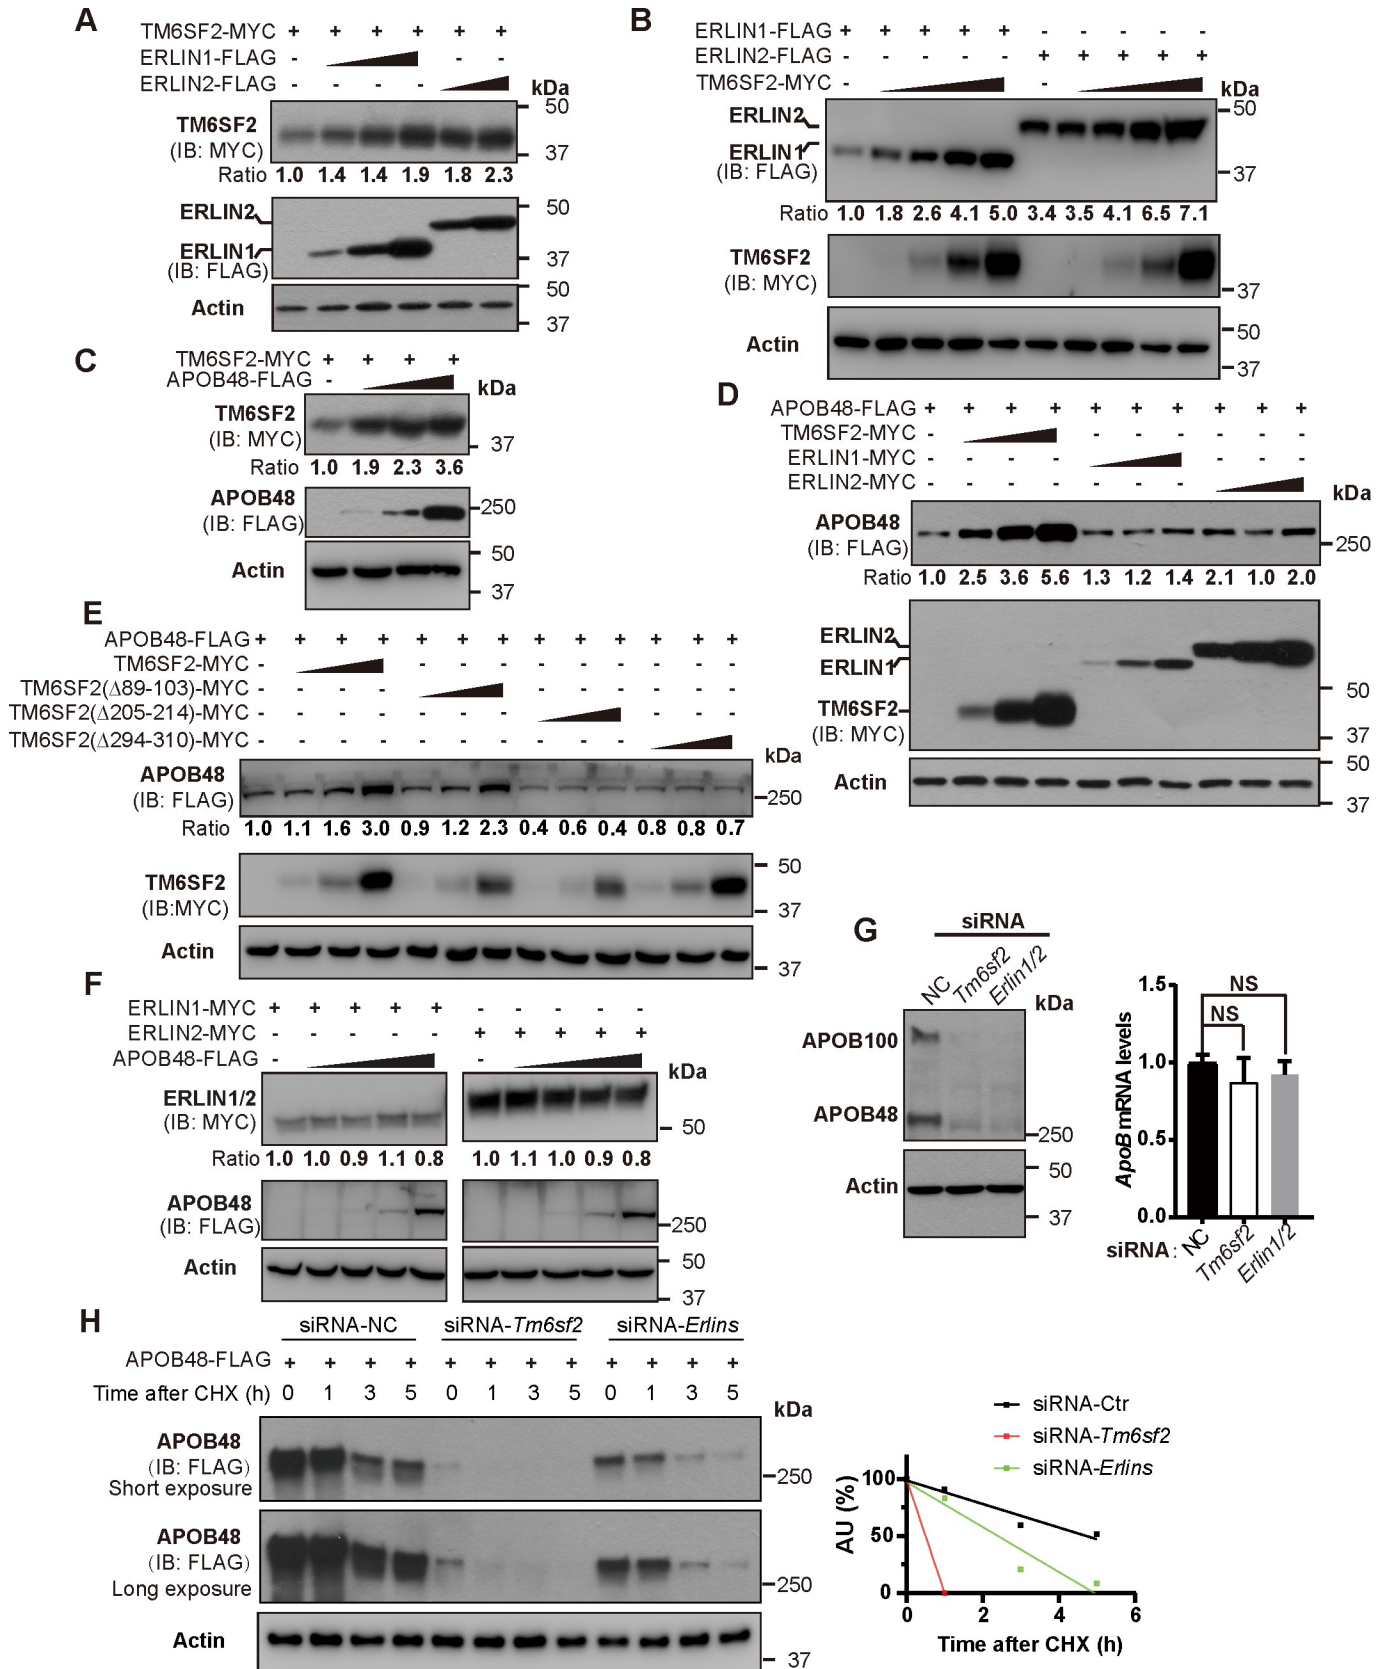 A
TM6SF2-MYC + + + + + +
ERLIN1-FLAG - - -
ERLIN2-FLAG - - - -
kDa
TM6SF2
(IB: MYC)
50
37
Ratio 1.0 1.4 1.4 1.9 1.8 2.3
ERLIN2
ERLIN1
(IB: FLAG)
50
37
Actin
50
37
B
ERLIN1-FLAG + + + + + - - - - -
ERLIN2-FLAG - - - - - + + + + +
TM6SF2-MYC - -
kDa
ERLIN2
ERLIN1
(IB: FLAG)
50
37
Ratio 1.0 1.8 2.6 4.1 5.0 3.4 3.5 4.1 6.5 7.1
TM6SF2
(IB: MYC)
37
Actin
50
37
C
TM6SF2-MYC + + + +
APOB48-FLAG -
kDa
TM6SF2
(IB: MYC)
37
Ratio 1.0 1.9 2.3 3.6
APOB48
(IB: FLAG)
250
Actin
50
37
D
APOB48-FLAG + + + + + + + + + +
TM6SF2-MYC - - - - - - -
ERLIN1-MYC - - - - - - -
ERLIN2-MYC - - - - - - -
kDa
APOB48
(IB: FLAG)
250
Ratio 1.0 2.5 3.6 5.6 1.3 1.2 1.4 2.1 1.0 2.0
ERLIN2
ERLIN1
TM6SF2
(IB: MYC)
50
37
Actin
50
37
E
APOB48-FLAG + + + + + + + + + + + + +
TM6SF2-MYC - - - - - - - - - -
TM6SF2(Δ89-103)-MYC - - - - - - - - - -
TM6SF2(Δ205-214)-MYC - - - - - - - - - -
TM6SF2(Δ294-310)-MYC - - - - - - - - - -
kDa
APOB48
(IB: FLAG)
250
Ratio 1.0 1.1 1.6 3.0 0.9 1.2 2.3 0.4 0.6 0.4 0.8 0.8 0.7
TM6SF2
(IB:MYC)
50
37
Actin
37
F
ERLIN1-MYC + + + + + - - - - -
ERLIN2-MYC - - - - - + + + + +
APOB48-FLAG - -
kDa
ERLIN1/2
(IB: MYC)
50
Ratio 1.0 1.0 0.9 1.1 0.8 1.0 1.1 1.0 0.9 0.8
APOB48
(IB: FLAG)
250
Actin
50
37
G
siRNA
NC Tm6sf2 Erlin1/2
kDa
APOB100
APOB48
250
Actin
50
37
ApoB mRNA levels
1.5
1.0
0.5
0.0
NS
NS
siRNA: NC Tm6sf2 Erlin1/2
H
siRNA-NC siRNA-Tm6sf2 siRNA-Erlins
APOB48-FLAG + + + + + + + + + + + +
Time after CHX (h) 0 1 3 5 0 1 3 5 0 1 3 5
kDa
APOB48
(IB: FLAG)
Short exposure
250
APOB48
(IB: FLAG)
Long exposure
250
Actin
37
siRNA-Ctr
siRNA-Tm6sf2
siRNA-Erlins
AU (%)
100
50
0
0 2 4 6
Time after CHX (h)